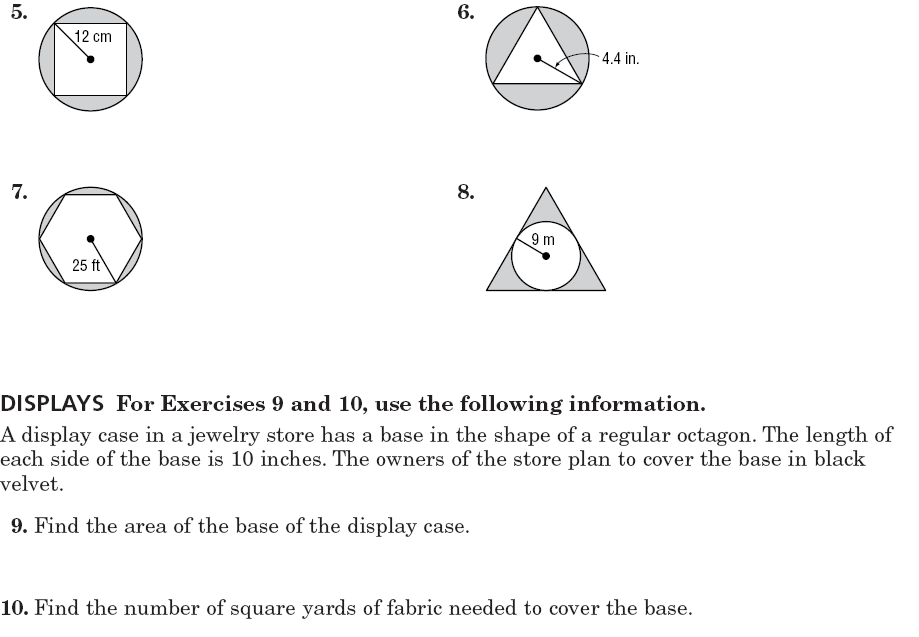 5.
12 cm
6.
4.4 in.
7.
25 ft
8.
9 m
DISPLAYS For Exercises 9 and 10, use the following information.
A display case in a jewelry store has a base in the shape of a regular octagon. The length of
each side of the base is 10 inches. The owners of the store plan to cover the base in black
velvet.
9. Find the area of the base of the display case.
10. Find the number of square yards of fabric needed to cover the base.